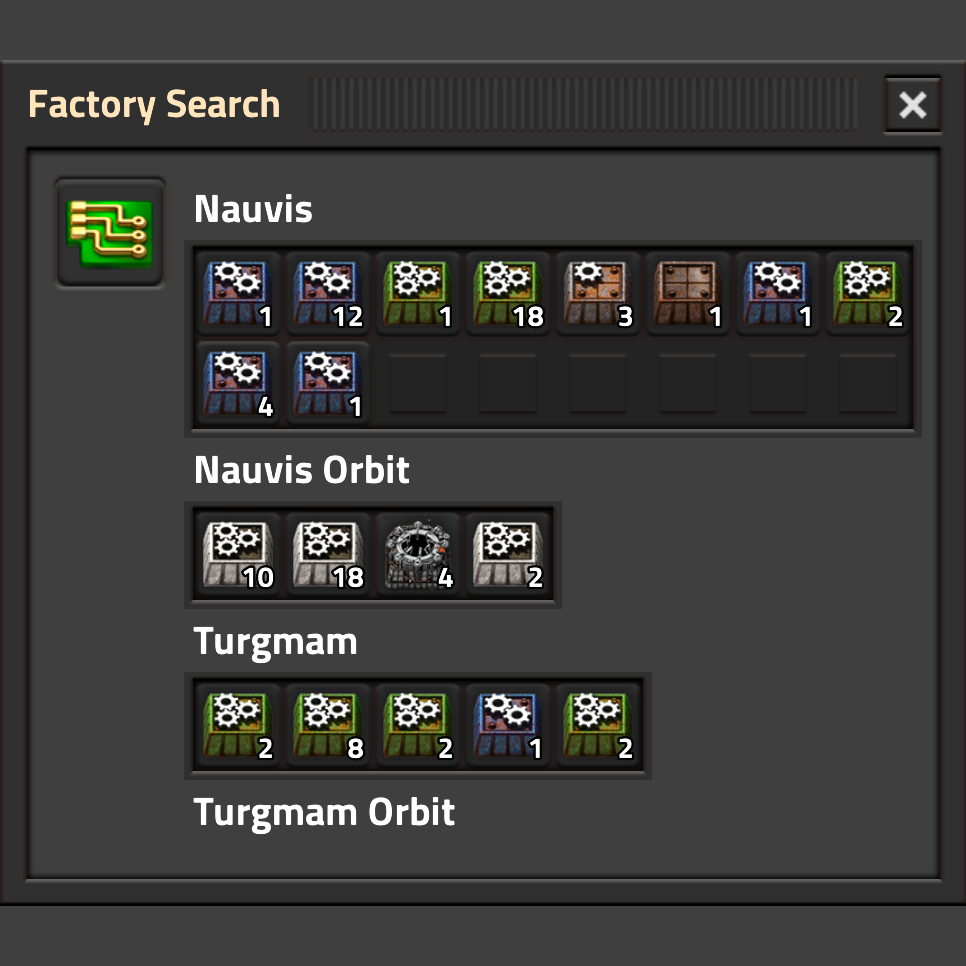 Factory Search
Nauvis
1 12 1 18 3 1 1 2
4 1
Nauvis Orbit
10 18 4 2
Turgmam
2 8 2 1 2
Turgmam Orbit